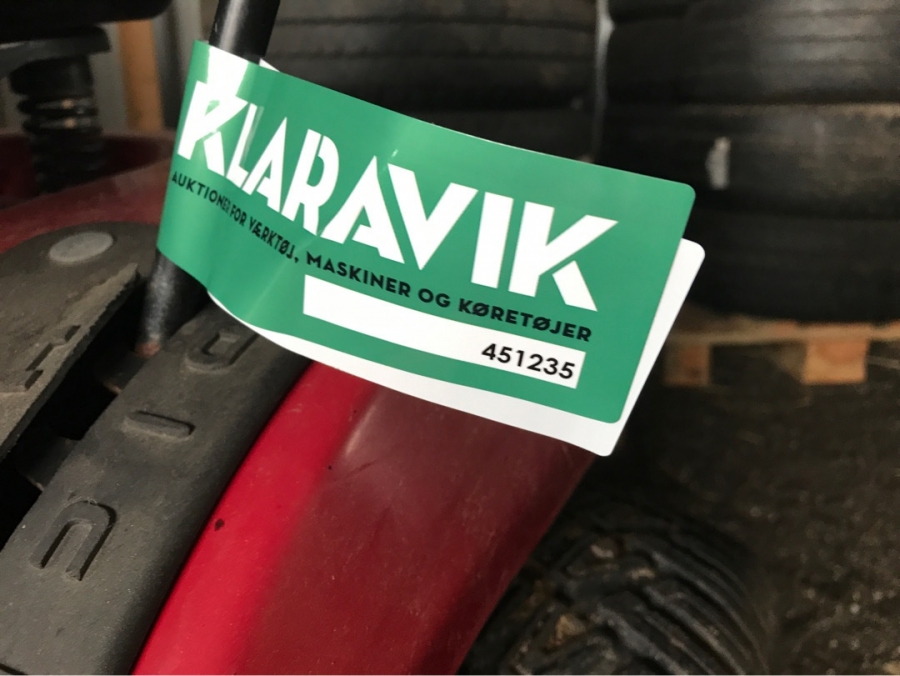 KLARAVIK
AUKTIONER FOR VÆRKTØJ, MASKINER OG KØRETØJER
451235